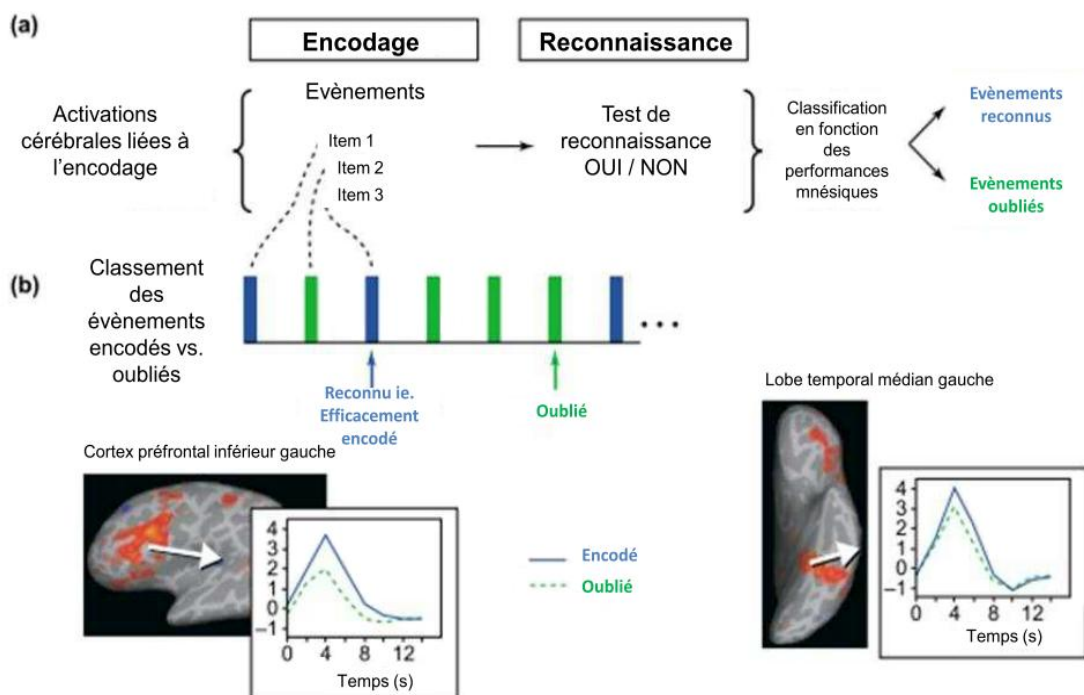 (a)
Encodage
Reconnaissance
Activations
cérébrales liées à
l'encodage
Evènements
Item 1
Item 2
Item 3
Test de
reconnaissance
OUI / NON
Classification
en fonction
des
performances
mnésiques
Evènements
reconnus
Evènements
oubliés
(b)
Classement
des
évènements
encodés vs.
oubliés
...
Reconnu ie.
Efficacement
encodé
Oublié
Cortex préfrontal inférieur gauche
4
3
2
1
0
–1
0 4 8 12
Temps (s)
Encodé
Oublié
Lobe temporal médian gauche
4
3
2
1
0
–1
0 4 8 12
Temps (s)